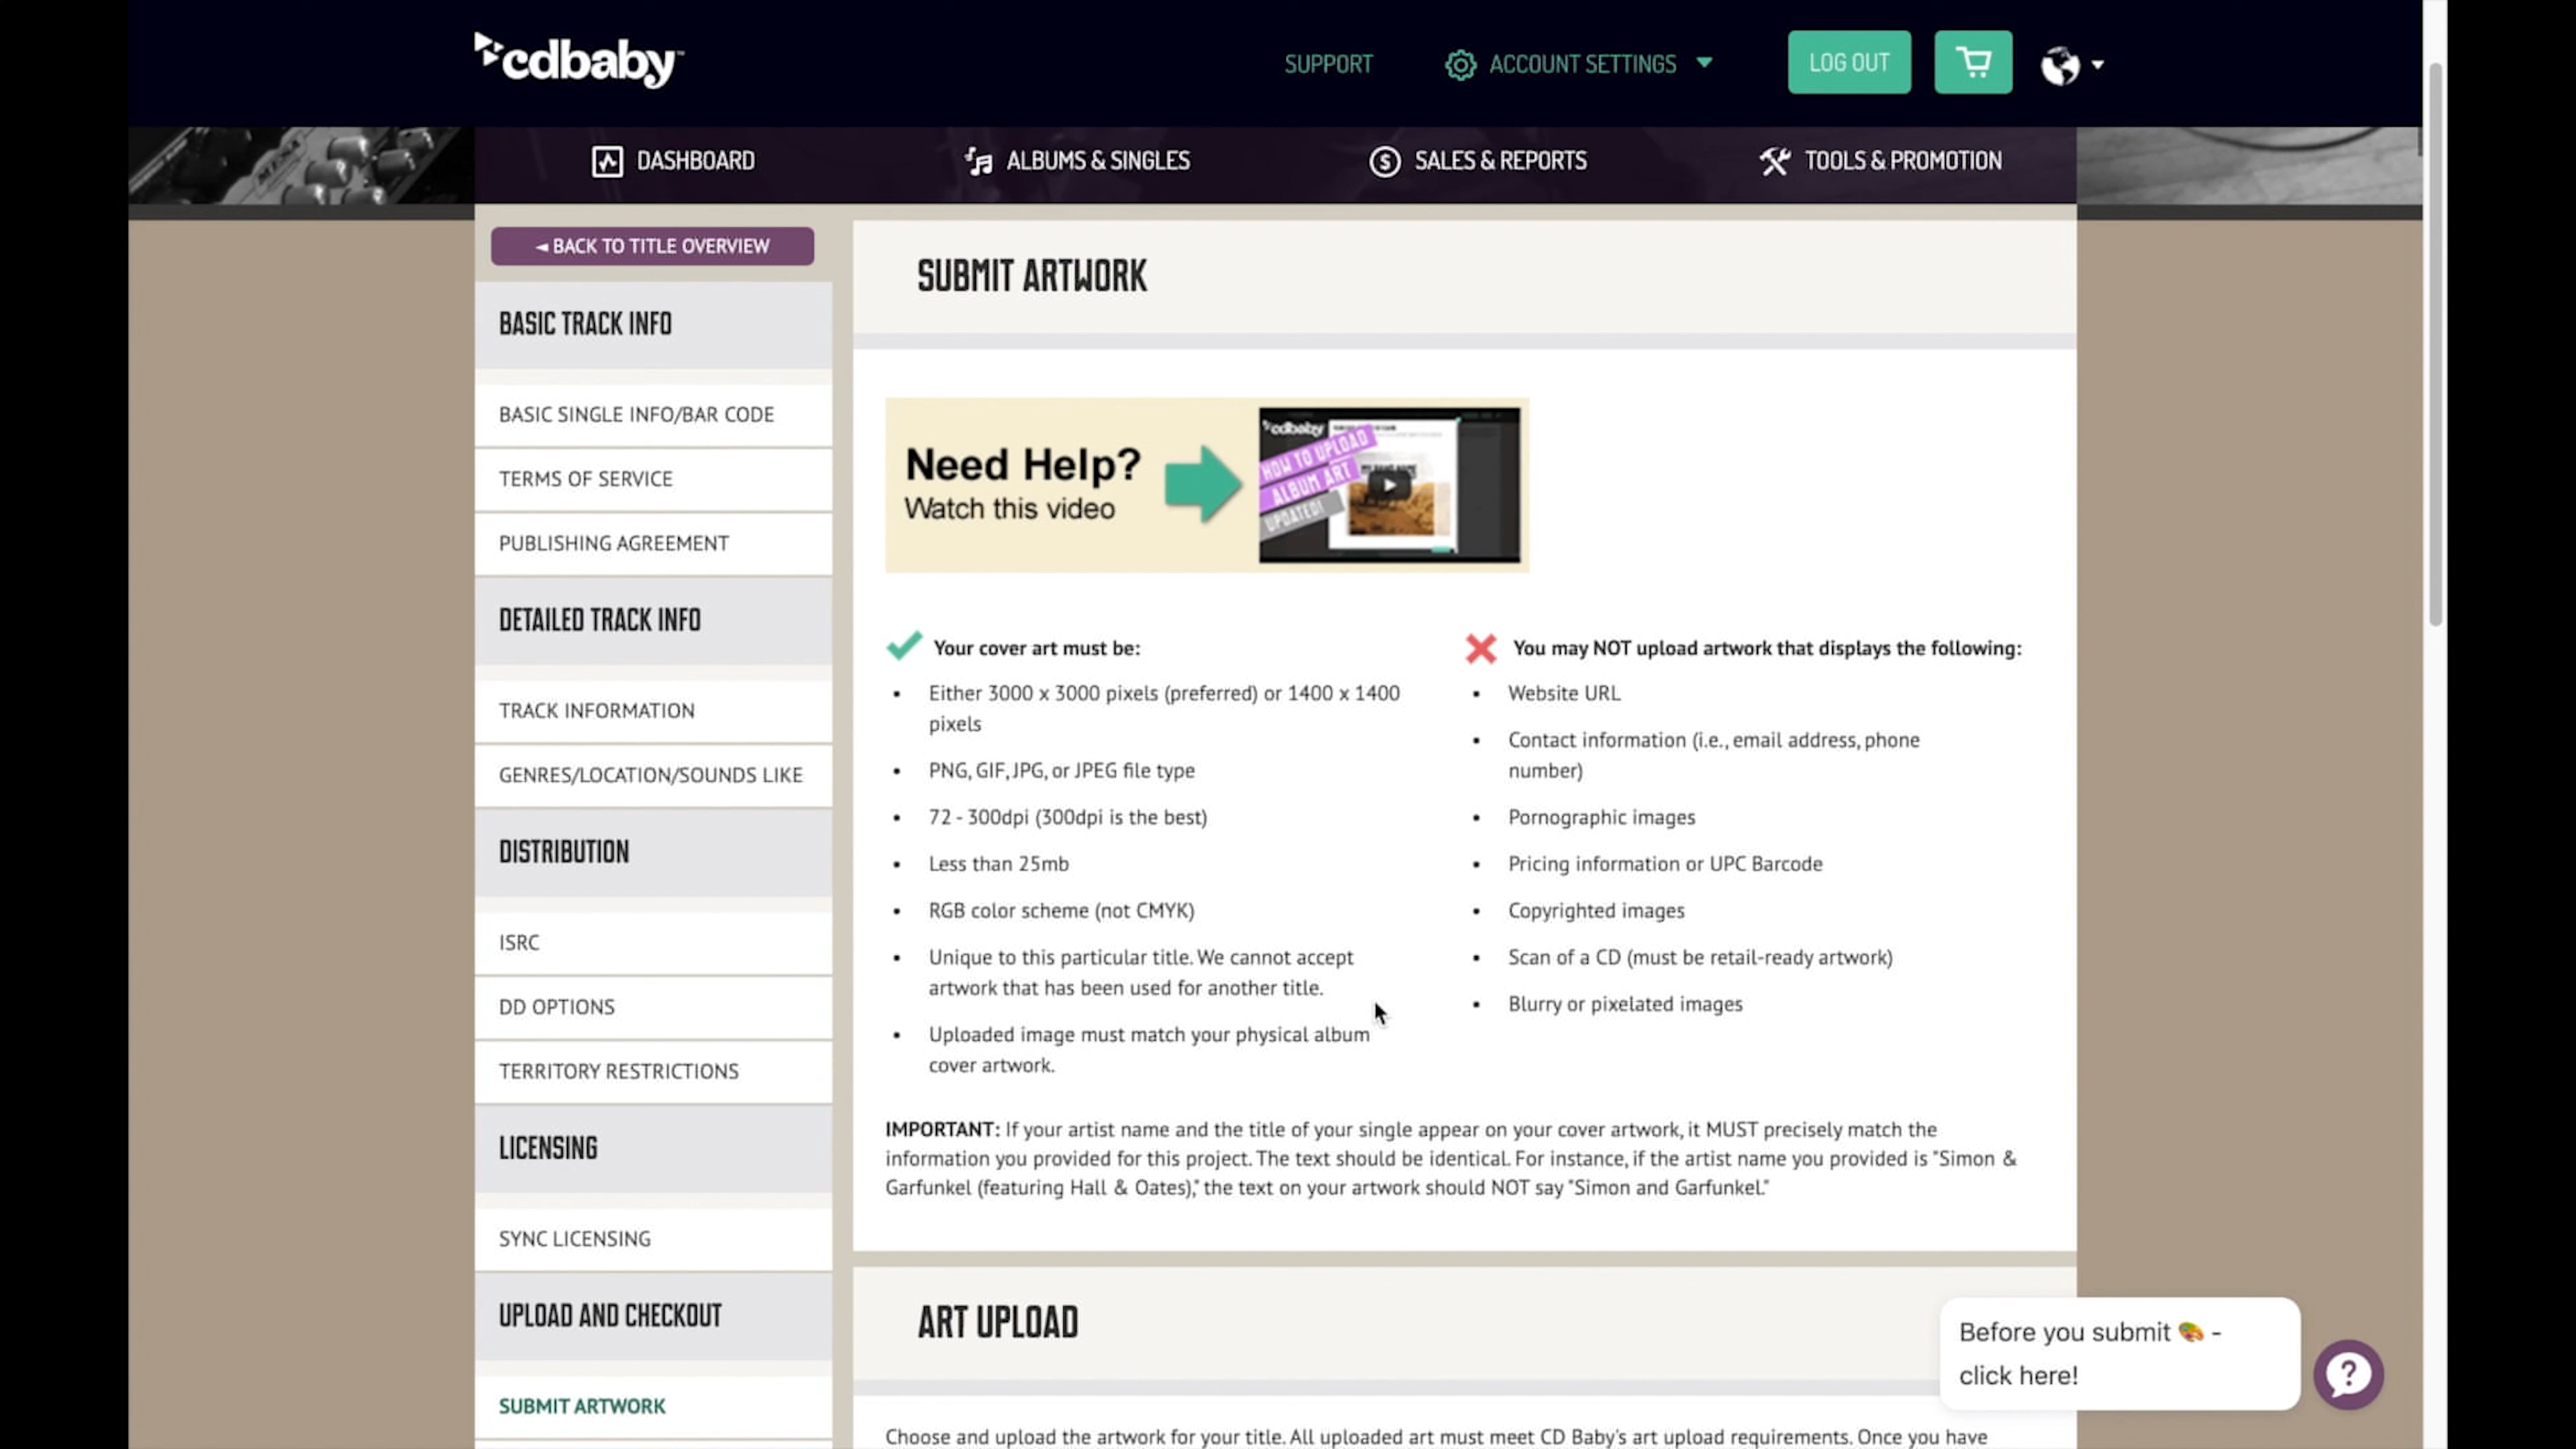 cdbaby
SUPPORT
ACCOUNT SETTINGS
LOG OUT
DASHBOARD
ALBUMS & SINGLES
SALES & REPORTS
TOOLS & PROMOTION
◄ BACK TO TITLE OVERVIEW
BASIC TRACK INFO
BASIC SINGLE INFO/BAR CODE
TERMS OF SERVICE
PUBLISHING AGREEMENT
DETAILED TRACK INFO
TRACK INFORMATION
GENRES/LOCATION/SOUNDS LIKE
DISTRIBUTION
ISRC
DD OPTIONS
TERRITORY RESTRICTIONS
LICENSING
SYNC LICENSING
UPLOAD AND CHECKOUT
SUBMIT ARTWORK
SUBMIT ARTWORK
Need Help?
Watch this video
cdbaby
HOW TO UPLOAD
ALBUM ART
UPDATED!
Your cover art must be:
• Either 3000 x 3000 pixels (preferred) or 1400 x 1400
pixels
• PNG, GIF, JPG, or JPEG file type
• 72 - 300dpi (300dpi is the best)
• Less than 25mb
• RGB color scheme (not CMYK)
• Unique to this particular title. We cannot accept
artwork that has been used for another title.
• Uploaded image must match your physical album
cover artwork.
You may NOT upload artwork that displays the following:
• Website URL
• Contact information (i.e., email address, phone
number)
• Pornographic images
• Pricing information or UPC Barcode
• Copyrighted images
• Scan of a CD (must be retail-ready artwork)
• Blurry or pixelated images
IMPORTANT: If your artist name and the title of your single appear on your cover artwork, it MUST precisely match the
information you provided for this project. The text should be identical. For instance, if the artist name you provided is "Simon &
Garfunkel (featuring Hall & Oates)," the text on your artwork should NOT say "Simon and Garfunkel."
ART UPLOAD
Choose and upload the artwork for your title. All uploaded art must meet CD Baby's art upload requirements. Once you have
Before you submit 🎨 -
click here!